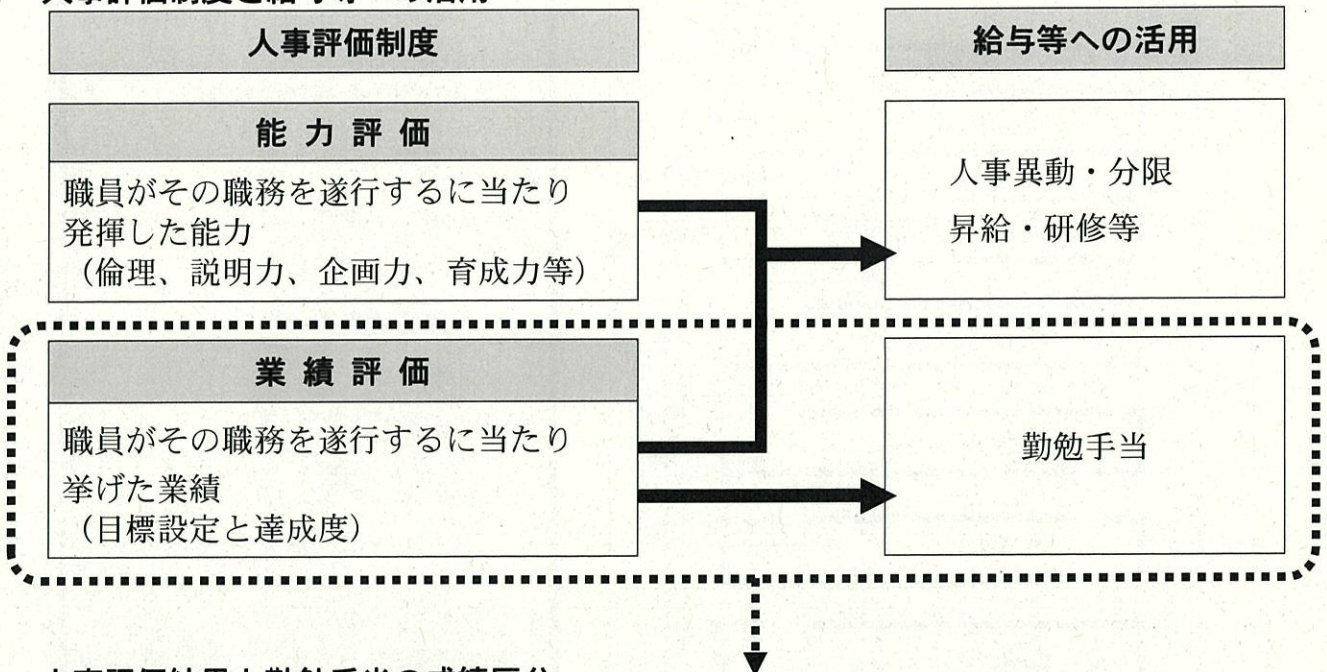 人事評価制度
給与等への活用
能力評価
職員がその職務を遂行するに当たり
発揮した能力
(倫理、説明力、企画力、育成力等)
人事異動・分限
昇給・研修等
業績評価
職員がその職務を遂行するに当たり
挙げた業績
(目標設定と達成度)
勤勉手当